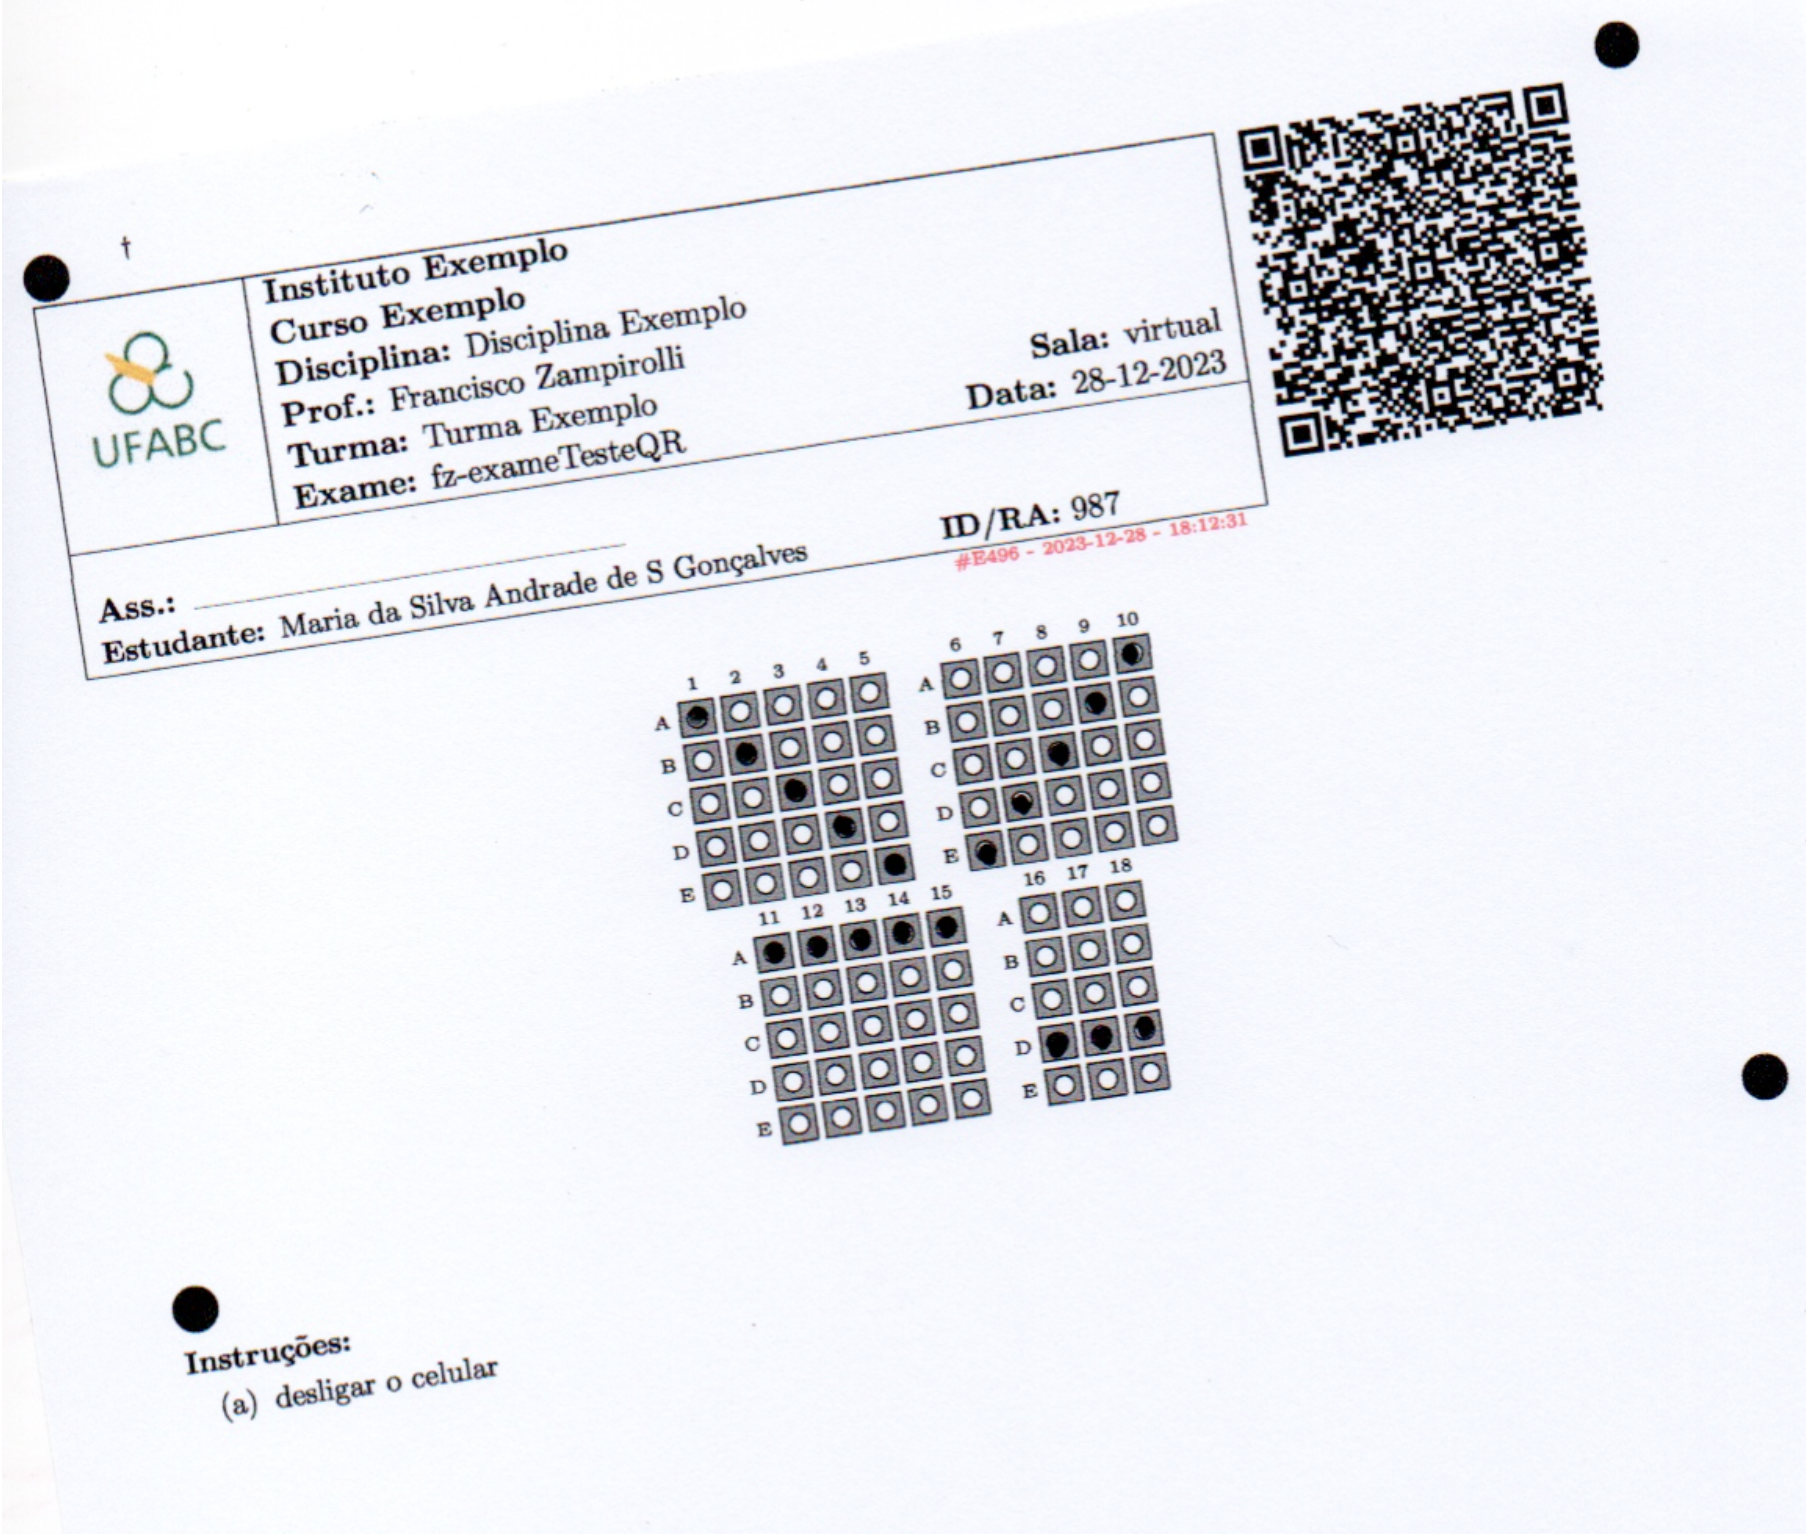 †
UFABC
Instituto Exemplo
Curso Exemplo
Disciplina: Disciplina Exemplo
Prof.: Francisco Zampirolli
Turma: Turma Exemplo
Exame: fz-exameTesteQR
Sala: virtual
Data: 28-12-2023
Ass.:
ID/RA: 987
Estudante: Maria da Silva Andrade de S Gonçalves
#E496 - 2023-12-28 - 18:12:31
1 2 3 4 5
A
B
C
D
E
6 7 8 9 10
A
B
C
D
E
11 12 13 14 15
A
B
C
D
E
16 17 18
A
B
C
D
E
Instruções:
(a) desligar o celular